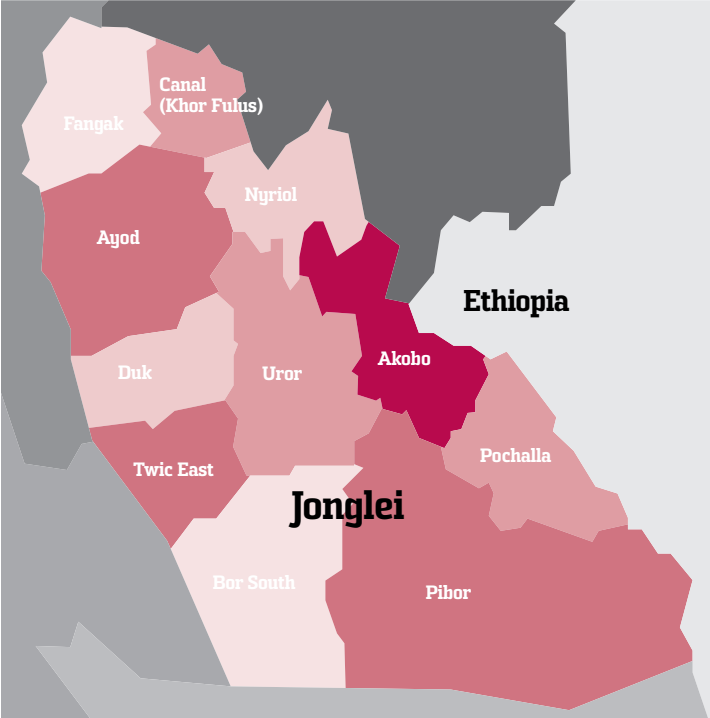 Canal
(Khor Fulus)
Fangak
Nyriol
Ayod
Ethiopia
Akobo
Duk
Uror
Pochalla
Twic East
Jonglei
Bor South
Pibor